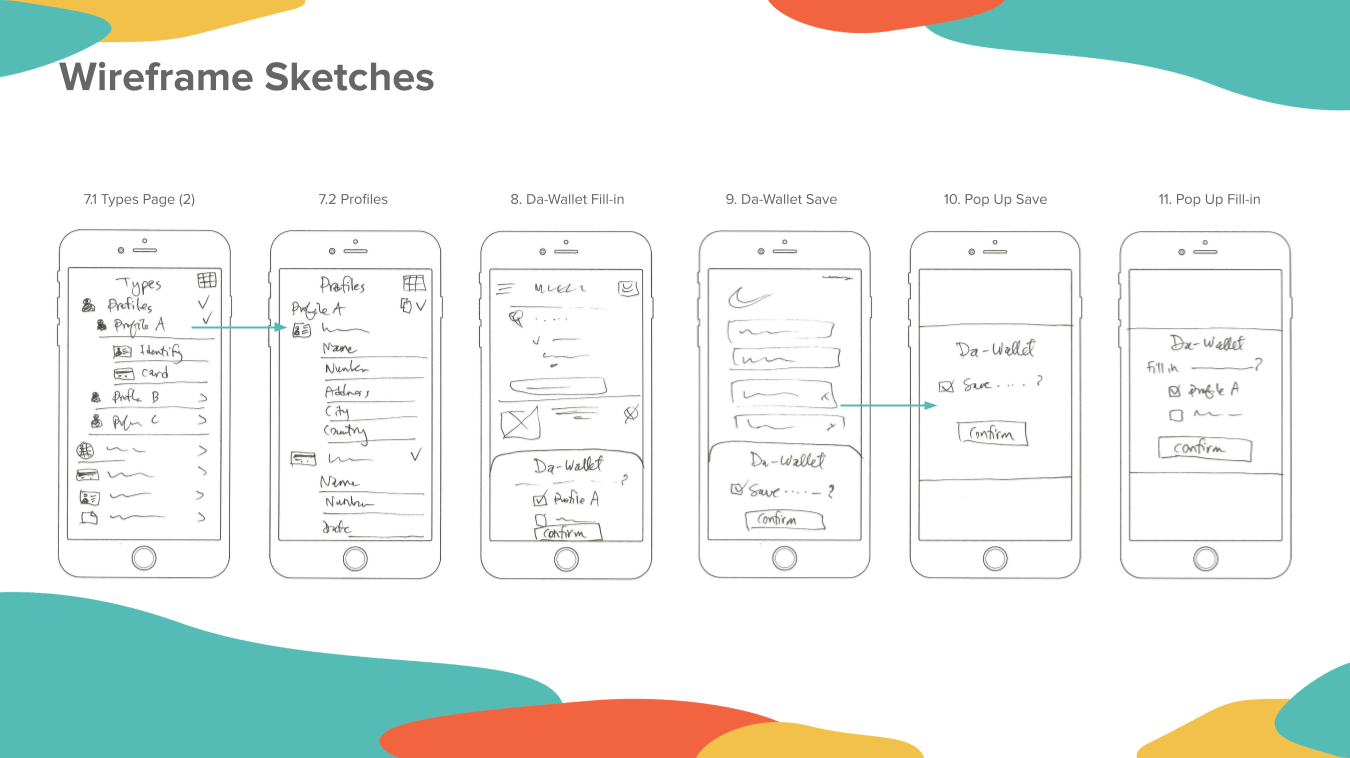 Wireframe Sketches
7.1 Types Page (2)
Types
Profiles
Profile A
Identify
Card
Profile B
Profile C
7.2 Profiles
Profiles
Profile A
Name
Number
Address
City
Country
Name
Number
Date
8. Da-Wallet Fill-in
Da-Wallet
?
Profile A
Confirm
9. Da-Wallet Save
Da-Wallet
Save ..... ?
Confirm
10. Pop Up Save
Da-Wallet
Save .... ?
Confirm
11. Pop Up Fill-in
Da-Wallet
Fill in ?
Profile A
Confirm